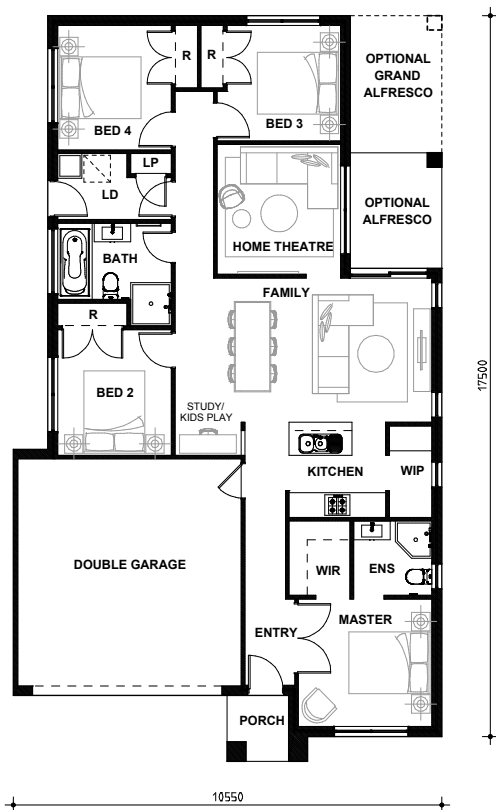 R
R
OPTIONAL
GRAND
ALFRESCO
BED 4
BED 3
LP
LD
OPTIONAL
ALFRESCO
HOME THEATRE
BATH
FAMILY
R
BED 2
STUDY/
KIDS PLAY
17500
KITCHEN
WIP
DOUBLE GARAGE
WIR
ENS
MASTER
ENTRY
PORCH
10550